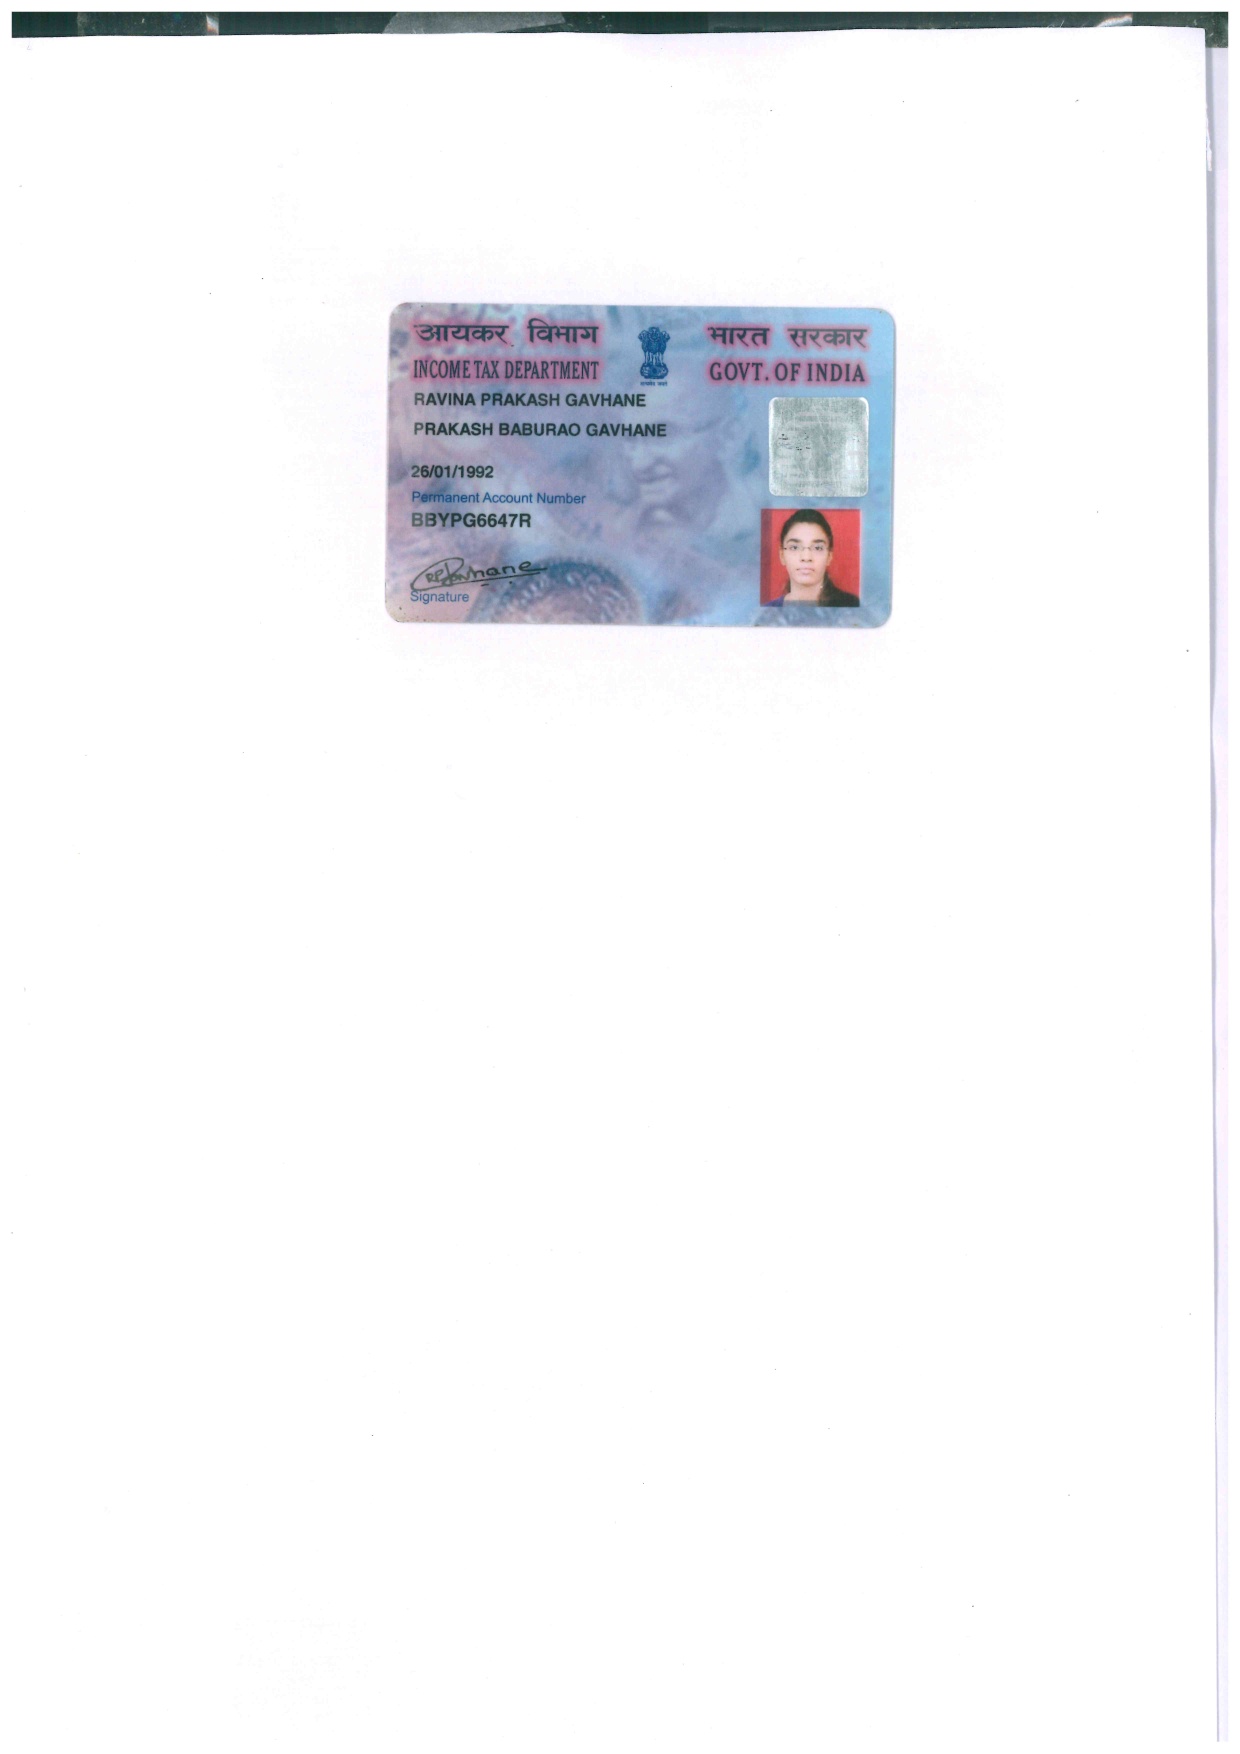 आयकर विभाग
INCOME TAX DEPARTMENT
भारत सरकार
GOVT. OF INDIA
RAVINA PRAKASH GAVHANE
PRAKASH BABURAO GAVHANE
26/01/1992
Permanent Account Number
BBYPG6647R
RPGavhane
Signature